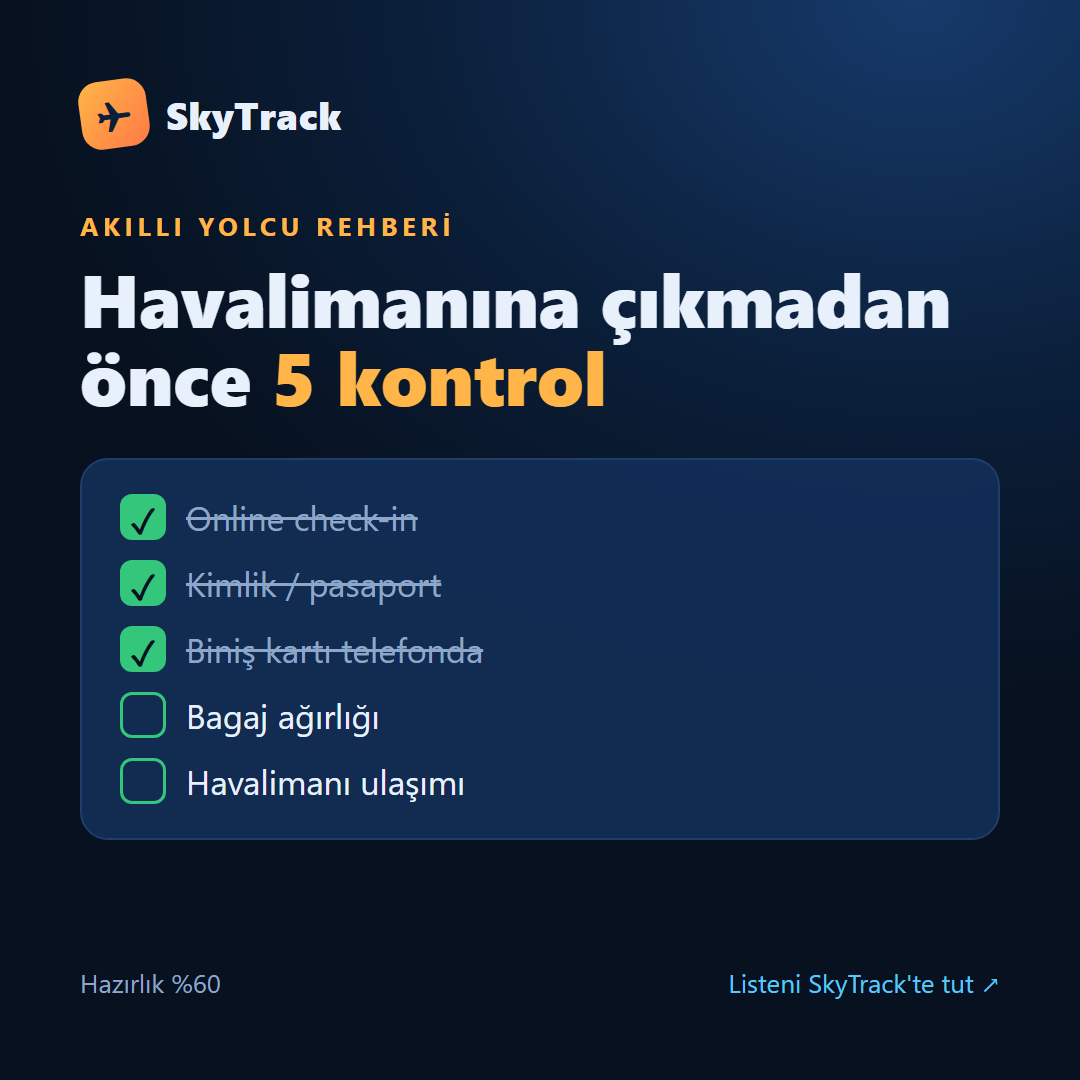 SkyTrack
AKILLI YOLCU REHBERİ
Havalimanına çıkmadan
önce 5 kontrol
Online check-in
Kimlik / pasaport
Biniş kartı telefonda
Bagaj ağırlığı
Havalimanı ulaşımı
Hazırlık %60
Listeni SkyTrack'te tut ↗